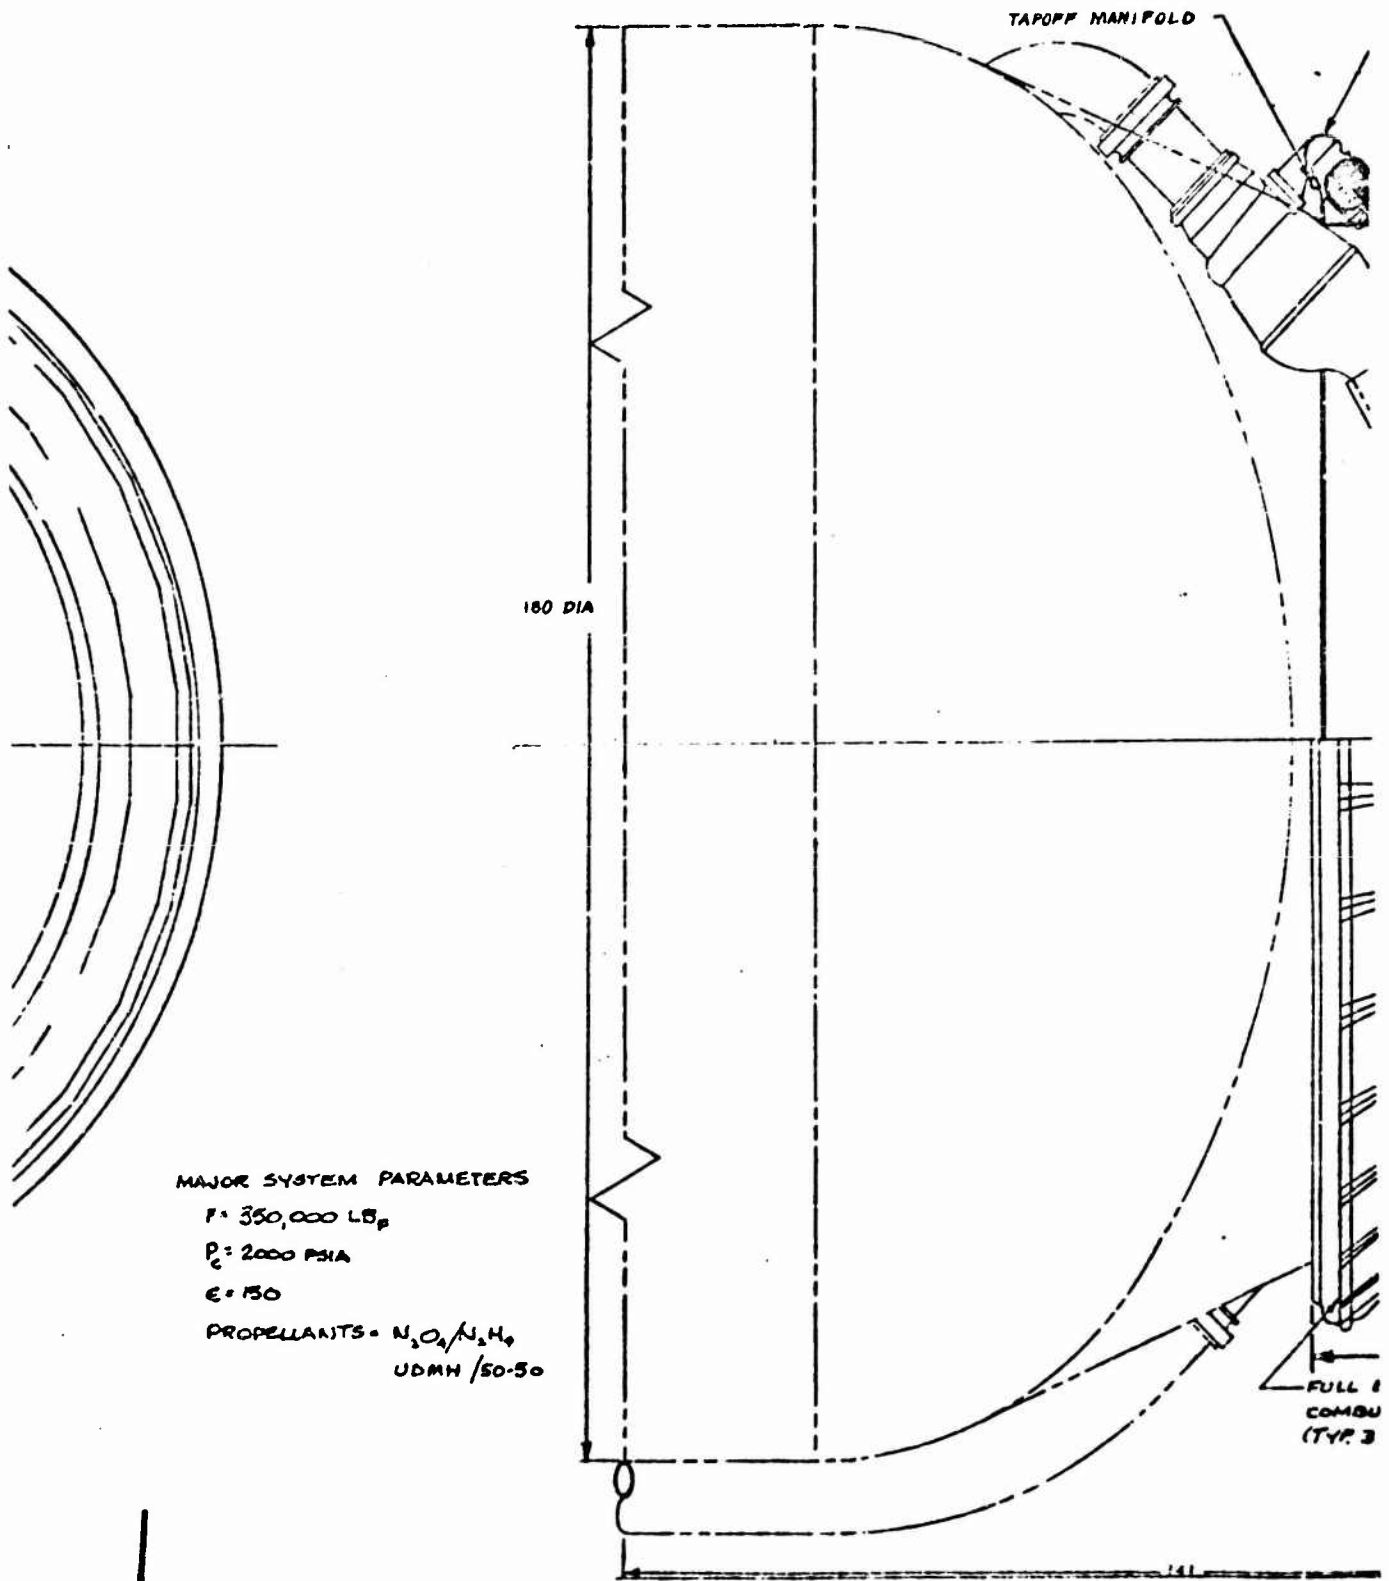 TAPOFF MANIFOLD
180 DIA
MAJOR SYSTEM PARAMETERS
F = 350,000 LBF
Pc = 2000 PSIA
ε = 150
PROPELLANTS = N2O4/N2H4
UDMH /50-50
FULL
COMBU
(TYP. 3
141